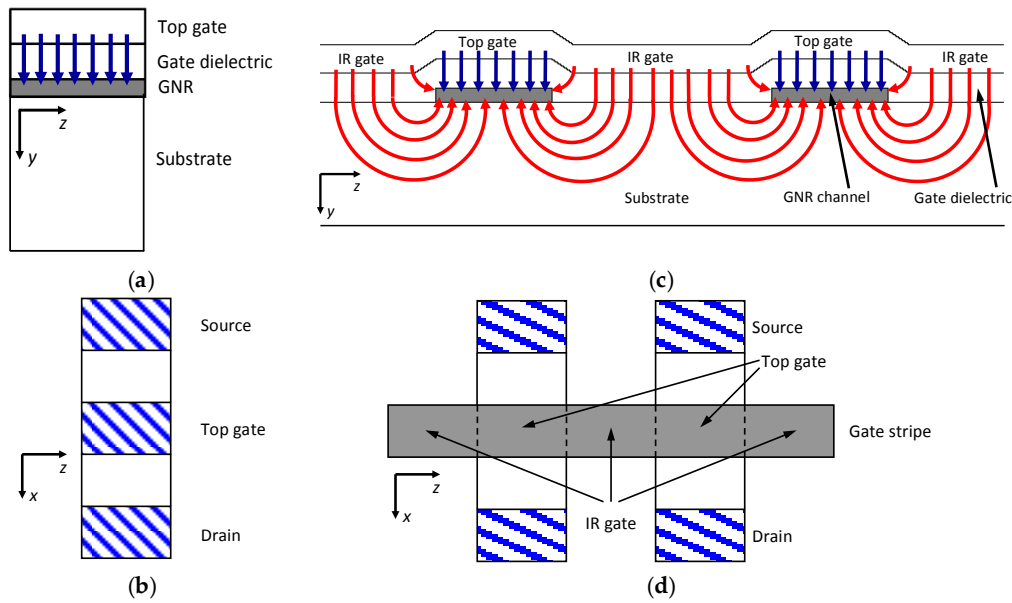 Top gate
Gate dielectric
GNR
z
y
Substrate
(a)
IR gate
Top gate
IR gate
Top gate
IR gate
z
y
Substrate
GNR channel
Gate dielectric
(c)
Source
Top gate
z
x
Drain
(b)
Source
Top gate
Gate stripe
z
x
IR gate
Drain
(d)